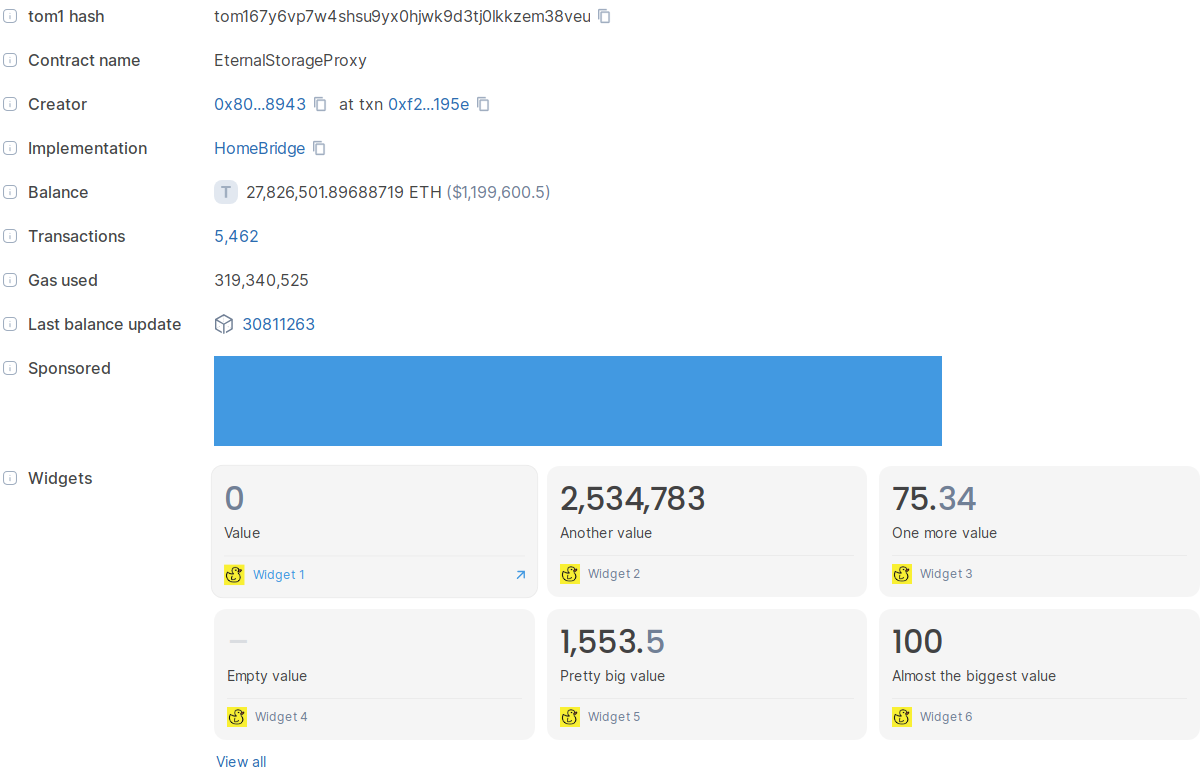 tom1 hash tom167y6vp7w4shsu9yx0hjwk9d3tj0lkkzem38veu
Contract name EternalStorageProxy
Creator 0x80...8943 at txn 0xf2...195e
Implementation HomeBridge
Balance T 27,826,501.89688719 ETH ($1,199,600.5)
Transactions 5,462
Gas used 319,340,525
Last balance update 30811263
Sponsored
Widgets
0
Value
Widget 1
2,534,783
Another value
Widget 2
75.34
One more value
Widget 3
—
Empty value
Widget 4
1,553.5
Pretty big value
Widget 5
100
Almost the biggest value
Widget 6
View all